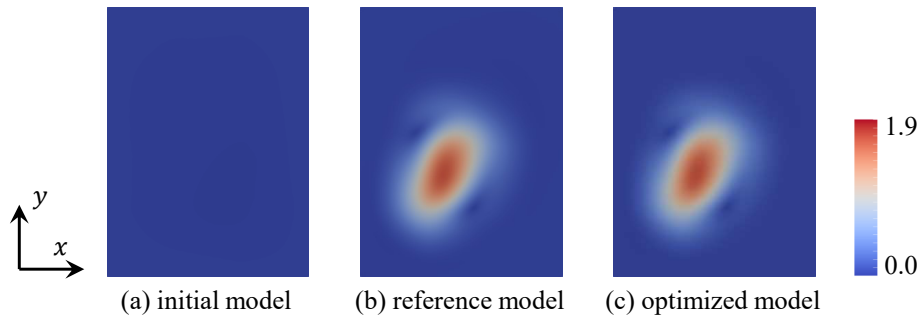 1.9
y
x
0.0
(a) initial model
(b) reference model
(c) optimized model